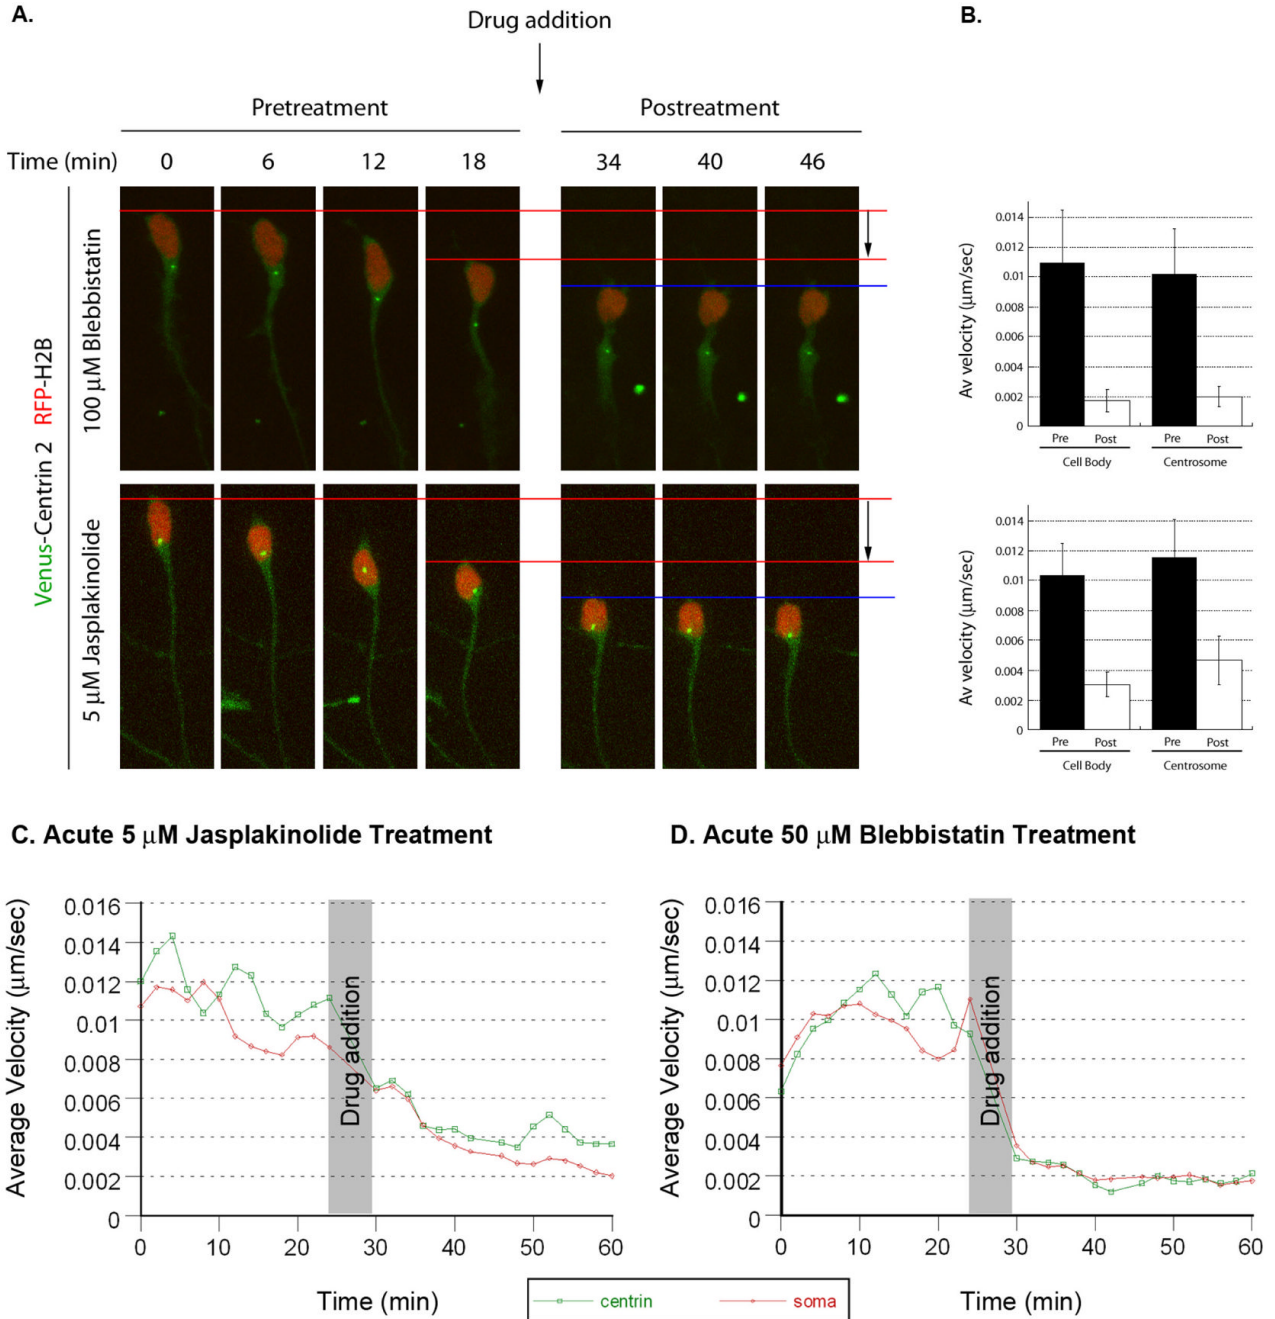 A.
Drug addition
B.
Pretreatment
Postreatment
Time (min) 0 6 12 18 34 40 46
Venus-Centrin 2 RFP-H2B
100 μM Blebbistatin
5 μM Jasplakinolide
Av velocity (μm/sec)
0.014
0.012
0.01
0.008
0.006
0.004
0.002
0
Pre Post Pre Post
Cell Body Centrosome
Av velocity (μm/sec)
0.014
0.012
0.01
0.008
0.006
0.004
0.002
0
Pre Post Pre Post
Cell Body Centrosome
C. Acute 5 μM Jasplakinolide Treatment
Average Velocity (μm/sec)
0.016
0.014
0.012
0.01
0.008
0.006
0.004
0.002
0
Drug addition
0 10 20 30 40 50 60
Time (min)
D. Acute 50 μM Blebbistatin Treatment
Average Velocity (μm/sec)
0.016
0.014
0.012
0.01
0.008
0.006
0.004
0.002
0
Drug addition
0 10 20 30 40 50 60
Time (min)
centrin soma